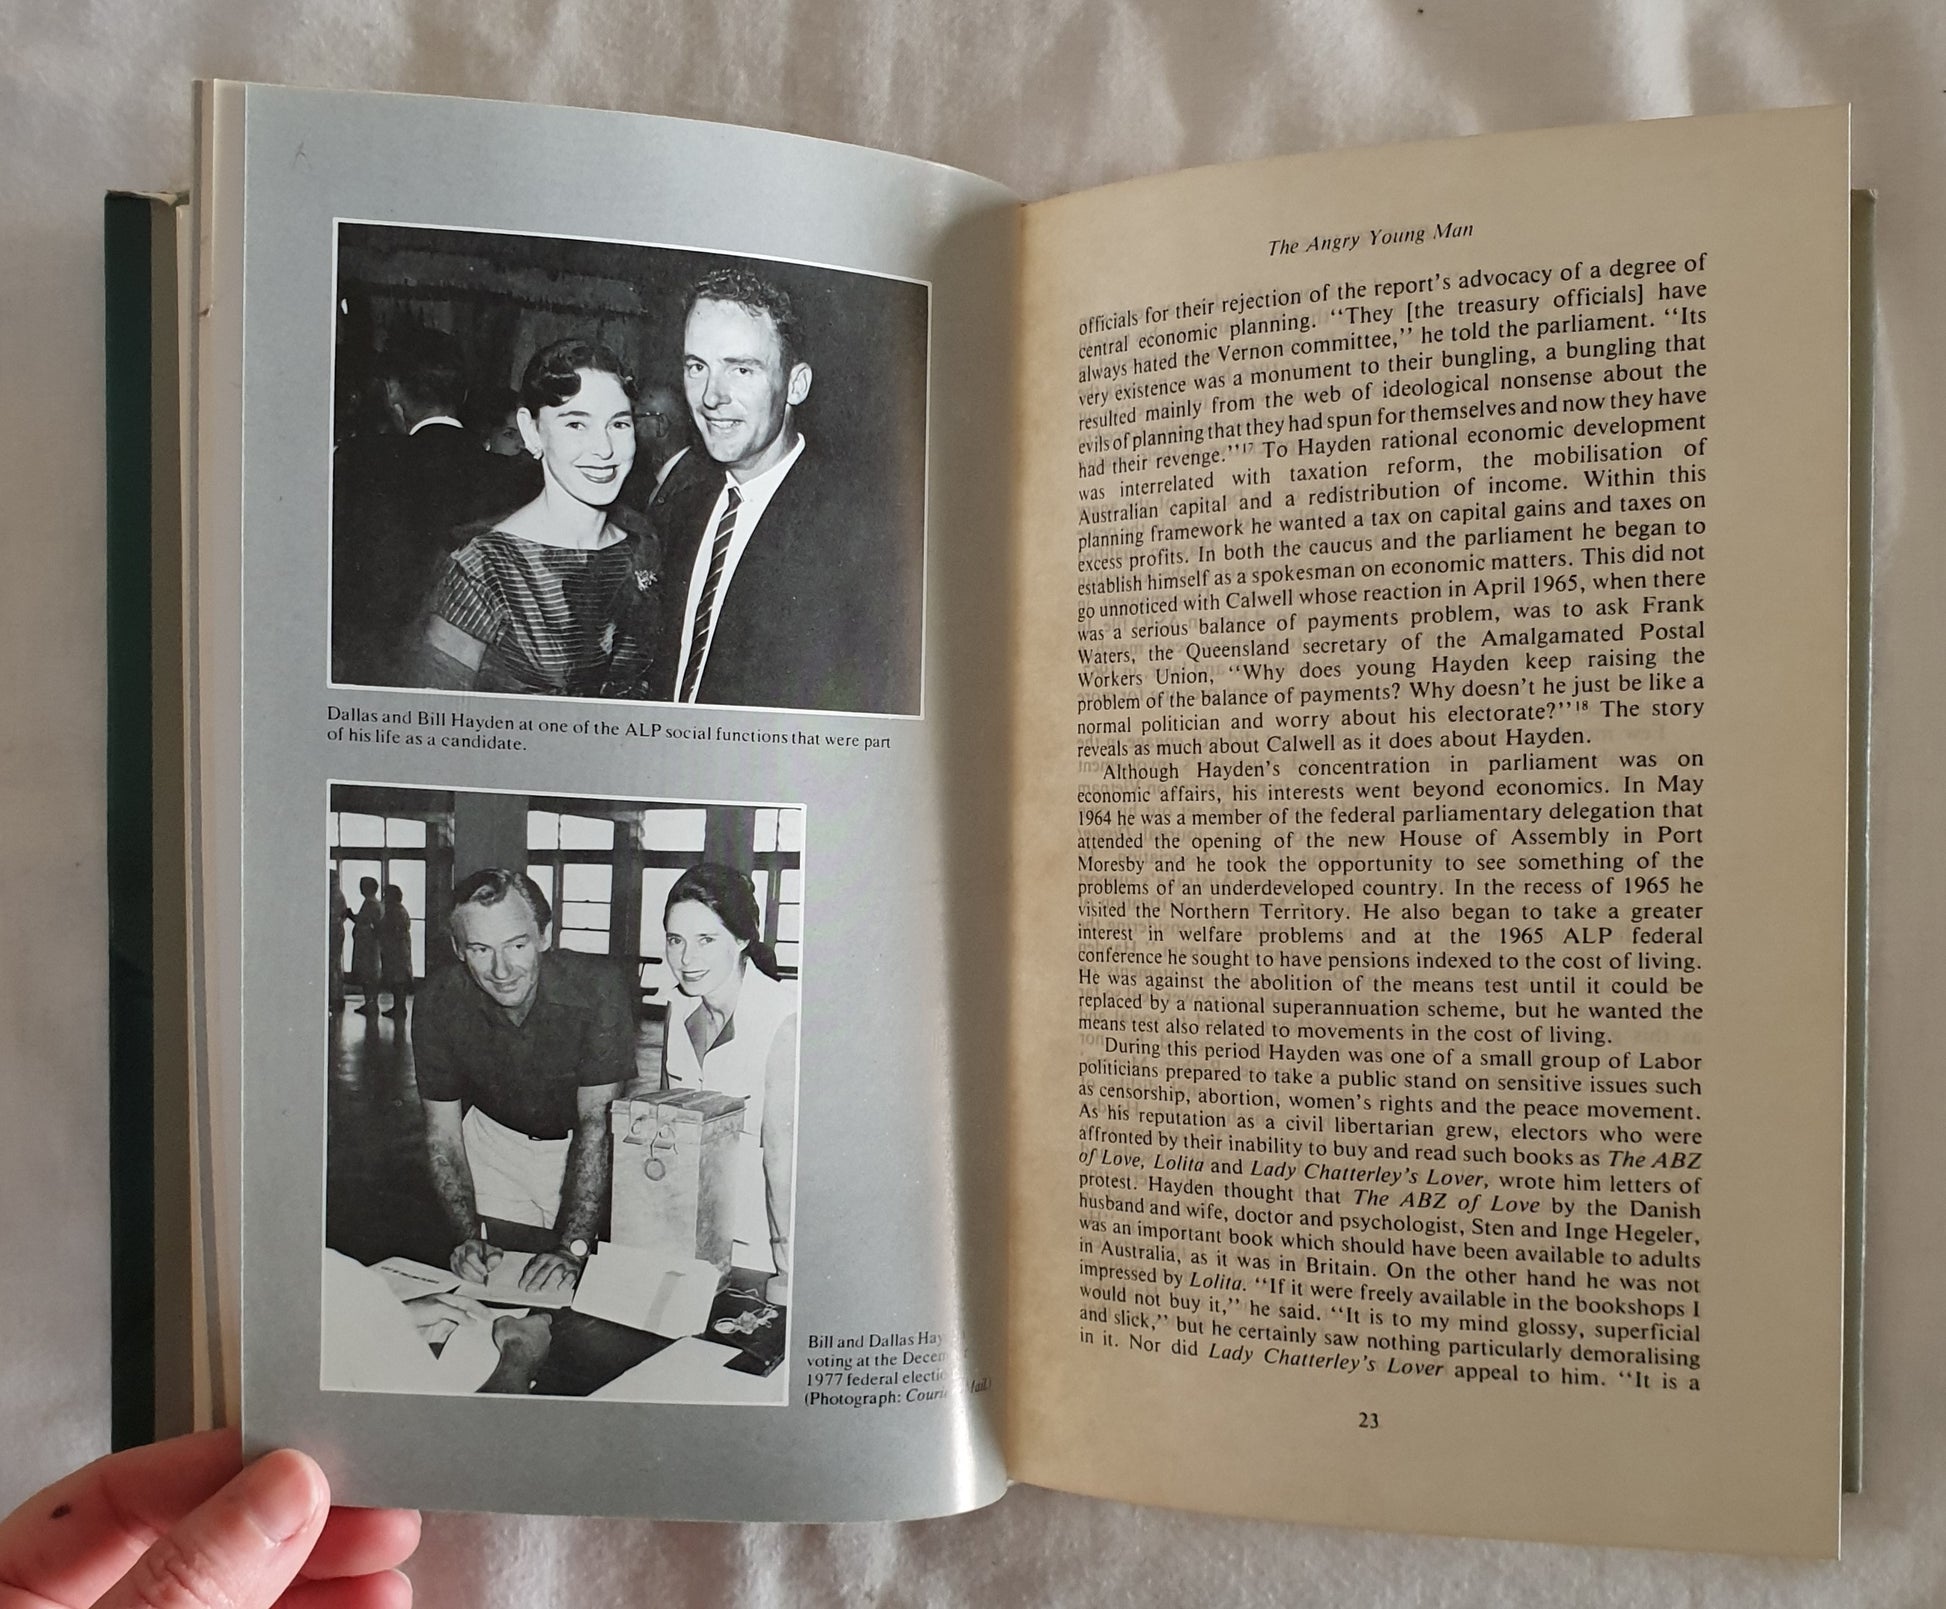 Dallas and Bill Hayden at one of the ALP social functions that were part
of his life as a candidate.
Bill and Dallas Hay
voting at the Decem
1977 federal electio
(Photograph: Courie Mail)
The Angry Young Man
officials for their rejection of the report's advocacy of a degree of
central economic planning. "They [the treasury officials] have
always hated the Vernon committee," he told the parliament. "Its
very existence was a monument to their bungling, a bungling that
resulted mainly from the web of ideological nonsense about the
evils of planning that they had spun for themselves and now they have
had their revenge."17 To Hayden rational economic development
was interrelated with taxation reform, the mobilisation of
Australian capital and a redistribution of income. Within this
planning framework he wanted a tax on capital gains and taxes on
excess profits. In both the caucus and the parliament he began to
establish himself as a spokesman on economic matters. This did not
go unnoticed with Calwell whose reaction in April 1965, when there
was a serious balance of payments problem, was to ask Frank
Waters, the Queensland secretary of the Amalgamated Postal
Workers Union, "Why does young Hayden keep raising the
problem of the balance of payments? Why doesn't he just be like a
normal politician and worry about his electorate?"18 The story
reveals as much about Calwell as it does about Hayden.
Although Hayden's concentration in parliament was on
economic affairs, his interests went beyond economics. In May
1964 he was a member of the federal parliamentary delegation that
attended the opening of the new House of Assembly in Port
Moresby and he took the opportunity to see something of the
problems of an underdeveloped country. In the recess of 1965 he
visited the Northern Territory. He also began to take a greater
interest in welfare problems and at the 1965 ALP federal
conference he sought to have pensions indexed to the cost of living.
He was against the abolition of the means test until it could be
replaced by a national superannuation scheme, but he wanted the
means test also related to movements in the cost of living.
During this period Hayden was one of a small group of Labor
politicians prepared to take a public stand on sensitive issues such
as censorship, abortion, women's rights and the peace movement.
As his reputation as a civil libertarian grew, electors who were
affronted by their inability to buy and read such books as The ABZ
of Love, Lolita and Lady Chatterley's Lover, wrote him letters of
protest. Hayden thought that The ABZ of Love by the Danish
husband and wife, doctor and psychologist, Sten and Inge Hegeler,
was an important book which should have been available to adults
in Australia, as it was in Britain. On the other hand he was not
impressed by Lolita. "If it were freely available in the bookshops I
would not buy it," he said. "It is to my mind glossy, superficial
and slick," but he certainly saw nothing particularly demoralising
in it. Nor did Lady Chatterley's Lover appeal to him. "It is a
23